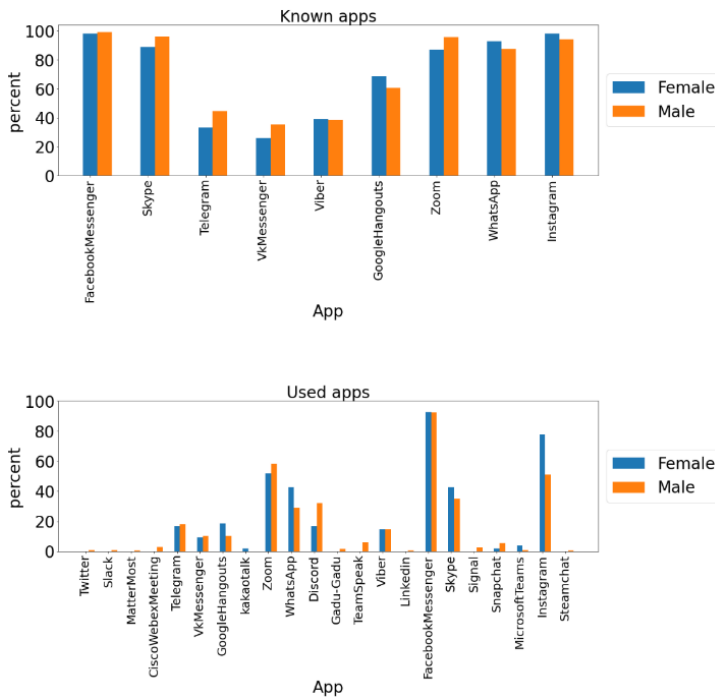 Known apps
100
80
60
40
20
0
percent
FacebookMessenger
Skype
Telegram
VkMessenger
Viber
GoogleHangouts
Zoom
WhatsApp
Instagram
App
Female
Male
Used apps
100
80
60
40
20
0
percent
Twitter
Slack
MatterMost
CiscoWebexMeeting
Telegram
VkMessenger
GoogleHangouts
kakaotalk
Zoom
WhatsApp
Discord
Gadu-Gadu
TeamSpeak
Viber
Linkedin
FacebookMessenger
Skype
Signal
Snapchat
MicrosoftTeams
Instagram
Steamchat
App
Female
Male